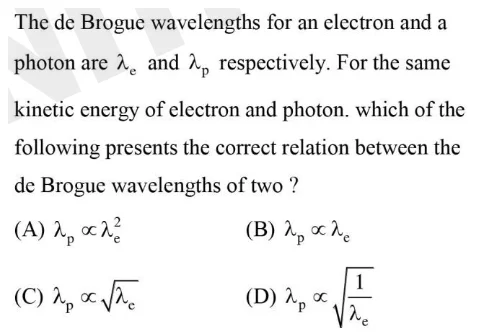 The de Brogue wavelengths for an electron and a
photon are λₑ and λₚ respectively. For the same
kinetic energy of electron and photon. which of the
following presents the correct relation between the
de Brogue wavelengths of two ?
(A) λₚ ∝ λₑ² (B) λₚ ∝ λₑ
(C) λₚ ∝ √λₑ (D) λₚ ∝ √(1/λₑ)